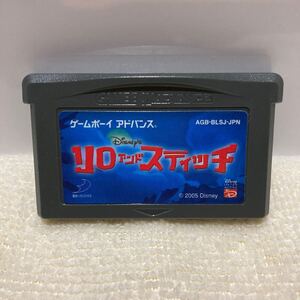 ゲームボーイ アドバンス
AGB-BLSJ-JPN
Disney's
リロ アンド スティッチ
© 2005 Disney